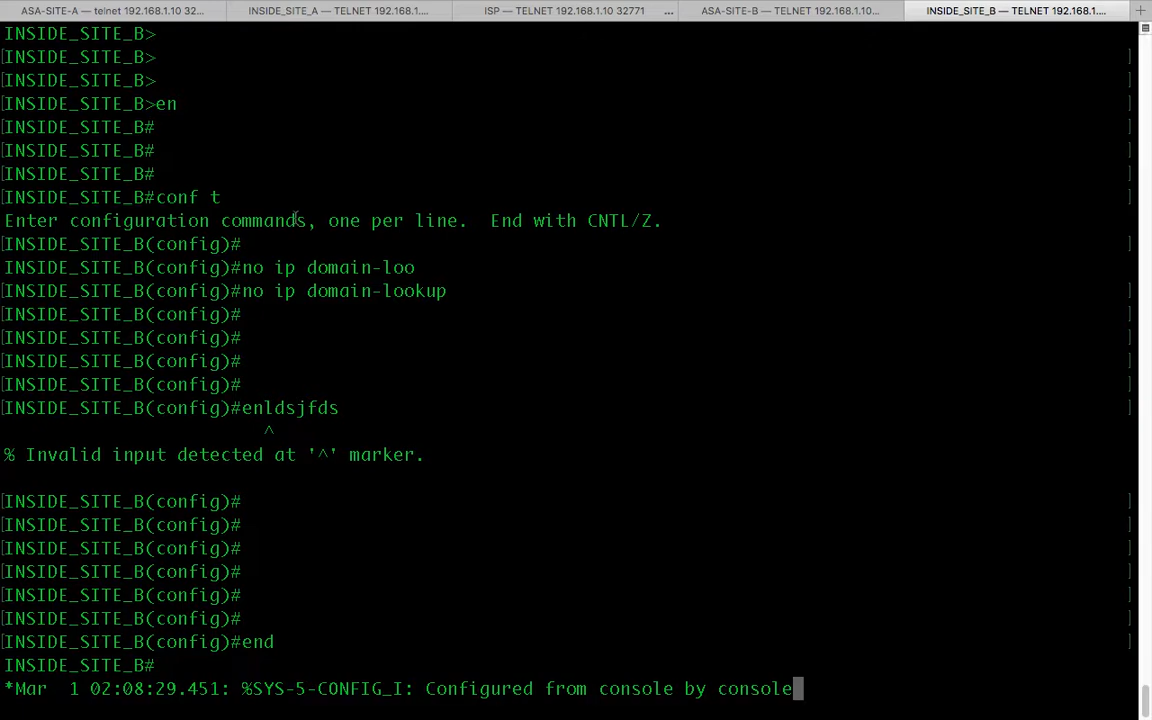 ASA-SITE-A — telnet 192.168.1.10 32...
INSIDE_SITE_A — TELNET 192.168.1....
ISP — TELNET 192.168.1.10 32771
...
ASA-SITE-B — TELNET 192.168.1.10...
INSIDE_SITE_B — TELNET 192.168.1....
INSIDE_SITE_B>
[INSIDE_SITE_B> ]
[INSIDE_SITE_B> ]
[INSIDE_SITE_B>en ]
[INSIDE_SITE_B# ]
[INSIDE_SITE_B# ]
[INSIDE_SITE_B# ]
[INSIDE_SITE_B#conf t ]
Enter configuration commands, one per line.  End with CNTL/Z.
[INSIDE_SITE_B(config)# ]
INSIDE_SITE_B(config)#no ip domain-loo
[INSIDE_SITE_B(config)#no ip domain-lookup ]
[INSIDE_SITE_B(config)# ]
[INSIDE_SITE_B(config)# ]
[INSIDE_SITE_B(config)# ]
[INSIDE_SITE_B(config)# ]
[INSIDE_SITE_B(config)#enldsjfds ]
^
% Invalid input detected at '^' marker.
[INSIDE_SITE_B(config)# ]
[INSIDE_SITE_B(config)# ]
[INSIDE_SITE_B(config)# ]
[INSIDE_SITE_B(config)# ]
[INSIDE_SITE_B(config)# ]
[INSIDE_SITE_B(config)# ]
[INSIDE_SITE_B(config)#end ]
INSIDE_SITE_B#
*Mar  1 02:08:29.451: %SYS-5-CONFIG_I: Configured from console by console